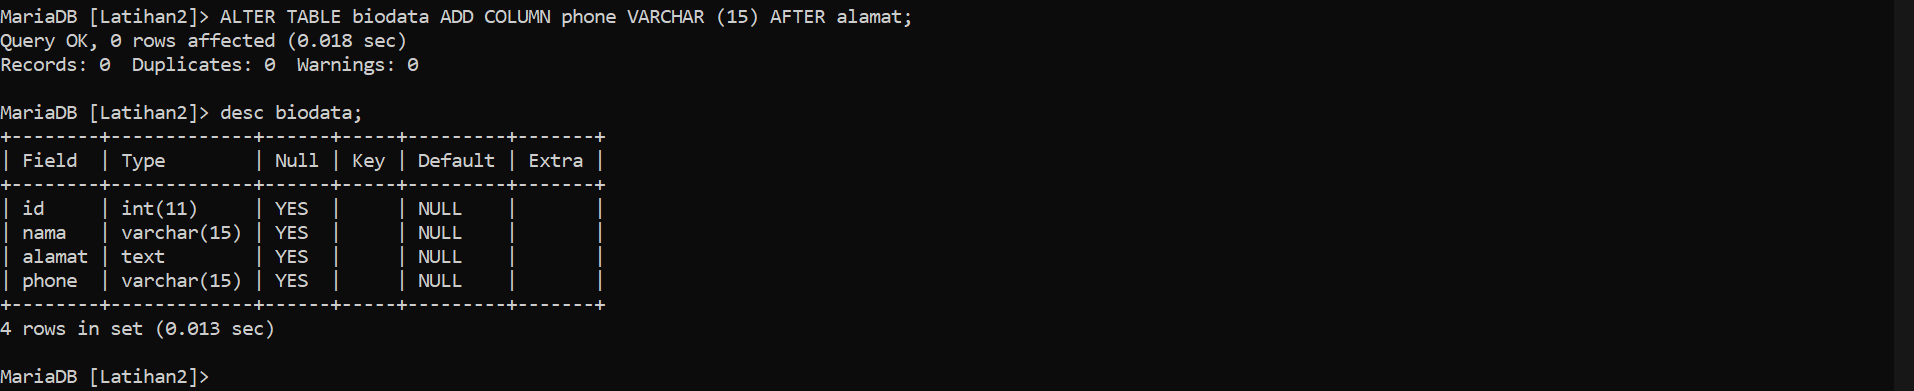 MariaDB [Latihan2]> ALTER TABLE biodata ADD COLUMN phone VARCHAR (15) AFTER alamat;
Query OK, 0 rows affected (0.018 sec)
Records: 0  Duplicates: 0  Warnings: 0

MariaDB [Latihan2]> desc biodata;
+--------+-------------+------+-----+---------+-------+
| Field  | Type        | Null | Key | Default | Extra |
+--------+-------------+------+-----+---------+-------+
| id     | int(11)     | YES  |     | NULL    |       |
| nama   | varchar(15) | YES  |     | NULL    |       |
| alamat | text        | YES  |     | NULL    |       |
| phone  | varchar(15) | YES  |     | NULL    |       |
+--------+-------------+------+-----+---------+-------+
4 rows in set (0.013 sec)

MariaDB [Latihan2]>